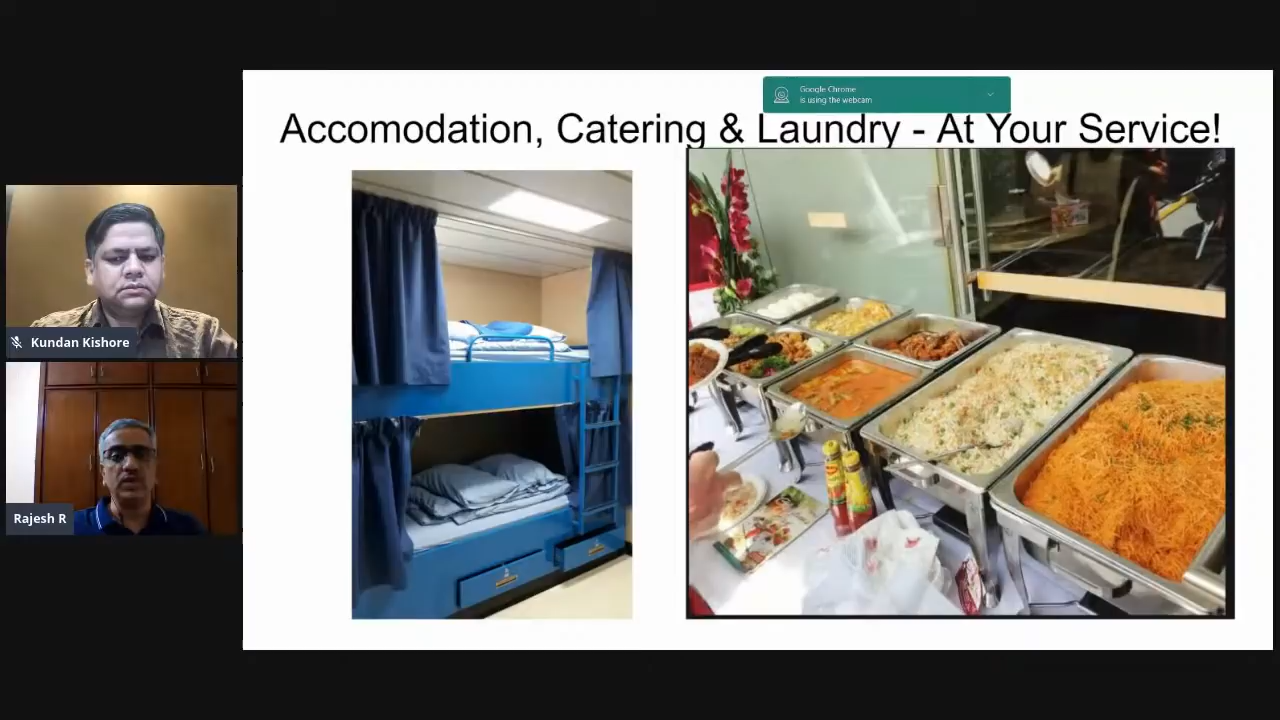 Google Chrome
is using the webcam
Accomodation, Catering & Laundry - At Your Service!
Kundan Kishore
Rajesh R